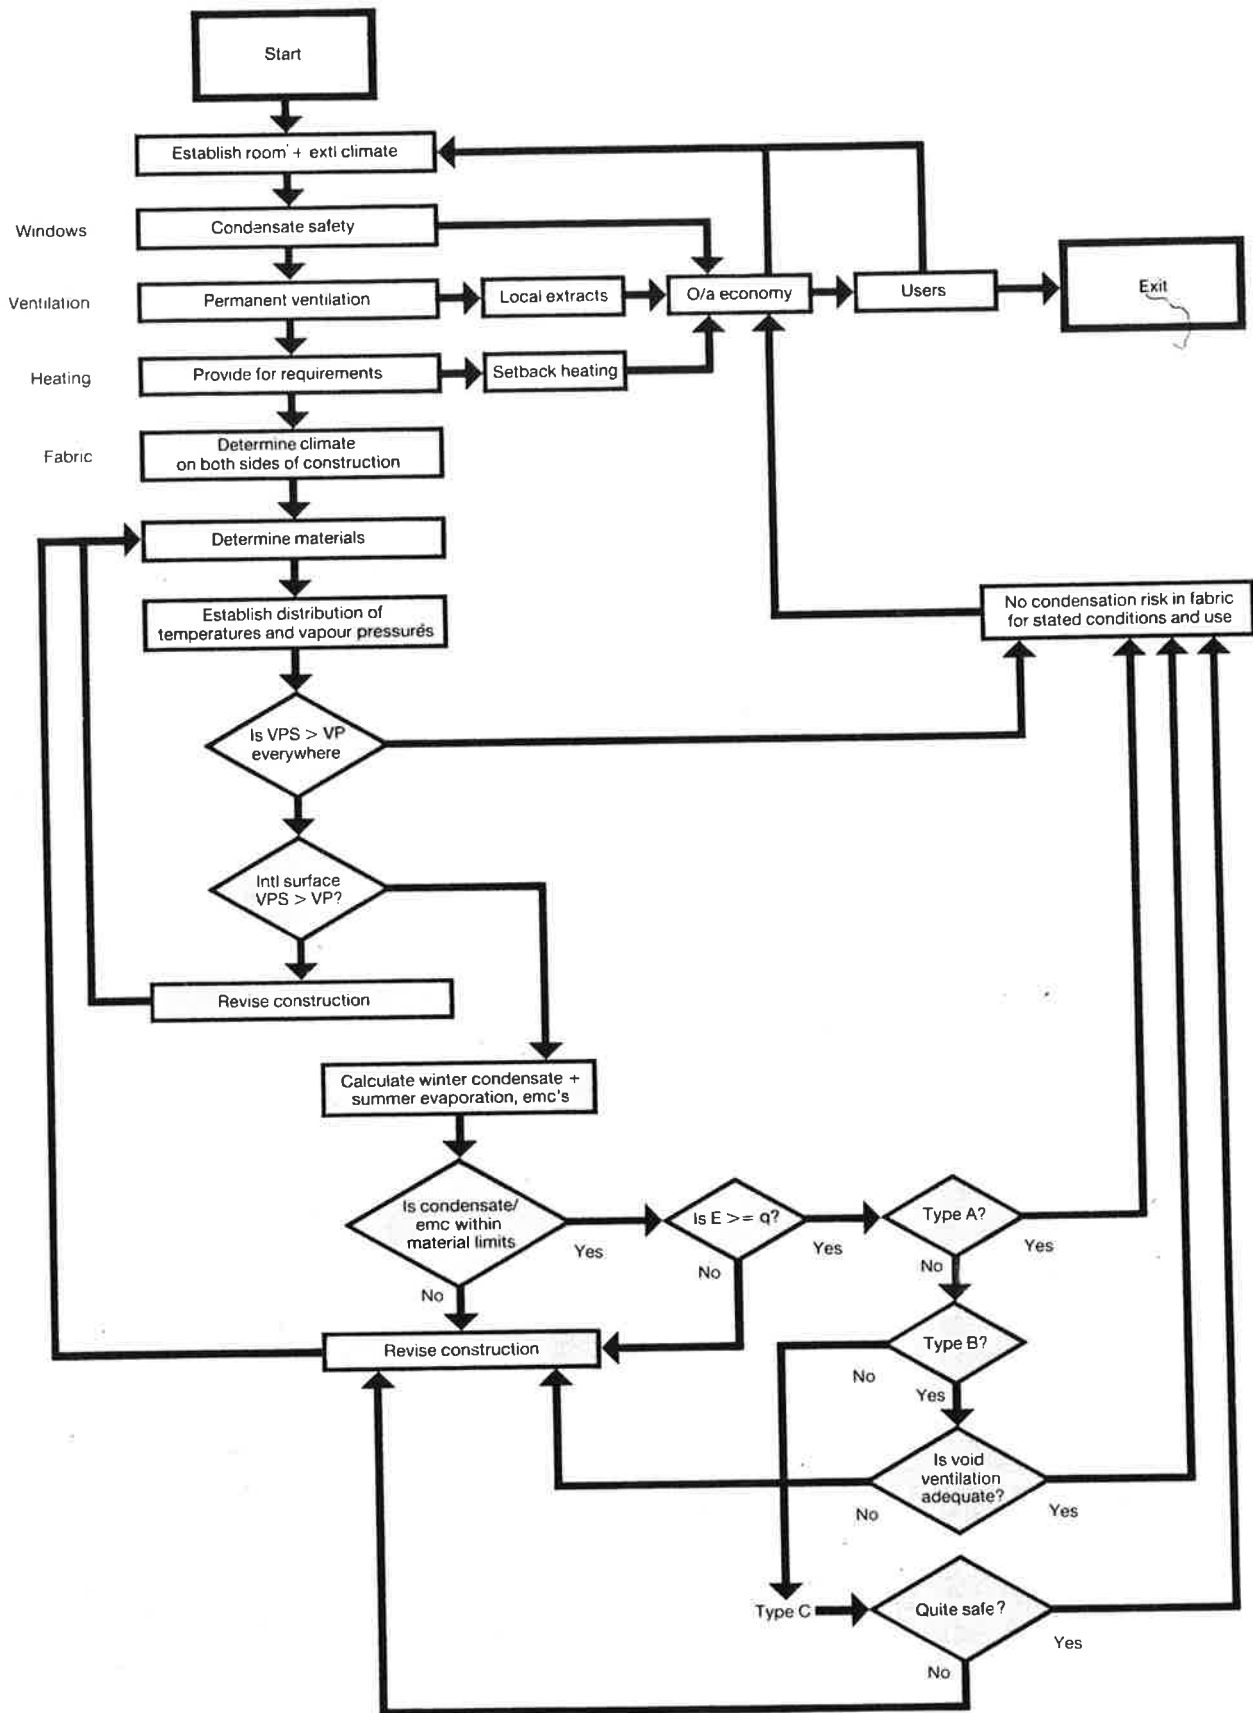 Start
Establish room + extl climate
Windows
Condensate safety
Ventilation
Permanent ventilation
Local extracts
O/a economy
Users
Exit
Heating
Provide for requirements
Setback heating
Fabric
Determine climate
on both sides of construction
Determine materials
Establish distribution of
temperatures and vapour pressures
No condensation risk in fabric
for stated conditions and use
Is VPS > VP
everywhere
Intl surface
VPS > VP?
Revise construction
Calculate winter condensate +
summer evaporation, emc's
Is condensate/
emc within
material limits
Yes
No
Is E >= q?
Yes
No
Type A?
Yes
No
Revise construction
Type B?
No
Yes
Is void
ventilation
adequate?
No
Yes
Type C
Quite safe?
Yes
No